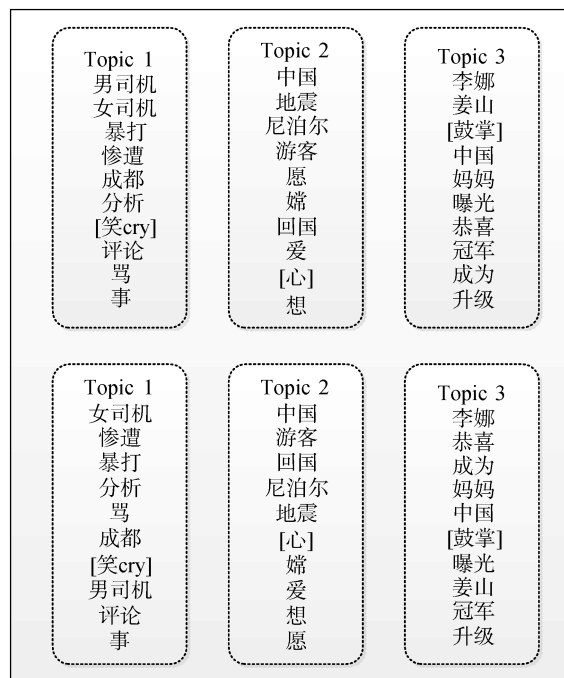 Topic 1
男司机
女司机
暴打
惨遭
成都
分析
[笑cry]
评论
骂
事
Topic 2
中国
地震
尼泊尔
游客
愿
嫦
回国
爱
[心]
想
Topic 3
李娜
姜山
[鼓掌]
中国
妈妈
曝光
恭喜
冠军
成为
升级
Topic 1
女司机
惨遭
暴打
分析
骂
成都
[笑cry]
男司机
评论
事
Topic 2
中国
游客
回国
尼泊尔
地震
[心]
嫦
爱
想
愿
Topic 3
李娜
恭喜
成为
妈妈
中国
[鼓掌]
曝光
姜山
冠军
升级